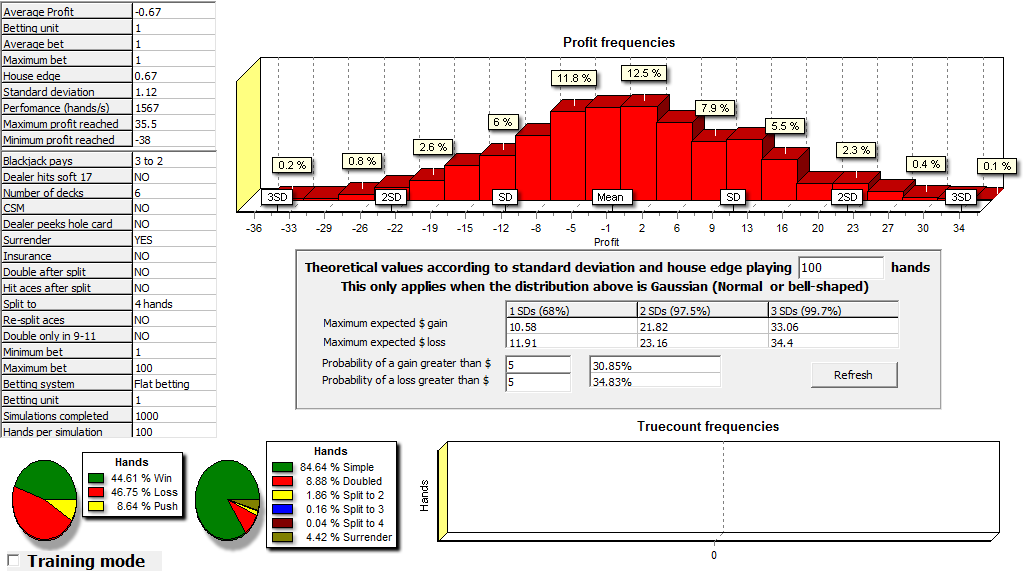 Average Profit -0.67
Betting unit 1
Average bet 1
Maximum bet 1
House edge 0.67
Standard deviation 1.12
Perfomance (hands/s) 1567
Maximum profit reached 35.5
Minimum profit reached -38
Blackjack pays 3 to 2
Dealer hits soft 17 NO
Number of decks 6
CSM NO
Dealer peeks hole card NO
Surrender YES
Insurance NO
Double after split NO
Hit aces after split NO
Split to 4 hands
Re-split aces NO
Double only in 9-11 NO
Minimum bet 1
Maximum bet 100
Betting system Flat betting
Betting unit 1
Simulations completed 1000
Hands per simulation 100
Profit frequencies
0.2 % 0.8 % 2.6 % 6 % 11.8 % 12.5 % 7.9 % 5.5 % 2.3 % 0.4 % 0.1 %
3SD 2SD SD Mean SD 2SD 3SD
-36 -33 -29 -26 -22 -19 -15 -12 -8 -5 -1 2 6 9 13 16 20 23 27 30 34
Profit
Theoretical values according to standard deviation and house edge playing 100 hands
This only applies when the distribution above is Gaussian (Normal or bell-shaped)
1 SDs (68%) 2 SDs (97.5%) 3 SDs (99.7%)
Maximum expected $ gain 10.58 21.82 33.06
Maximum expected $ loss 11.91 23.16 34.4
Probability of a gain greater than $ 5 30.85%
Probability of a loss greater than $ 5 34.83%
Refresh
Hands
44.61 % Win
46.75 % Loss
8.64 % Push
Hands
84.64 % Simple
8.88 % Doubled
1.86 % Split to 2
0.16 % Split to 3
0.04 % Split to 4
4.42 % Surrender
Truecount frequencies
Hands
0
Training mode